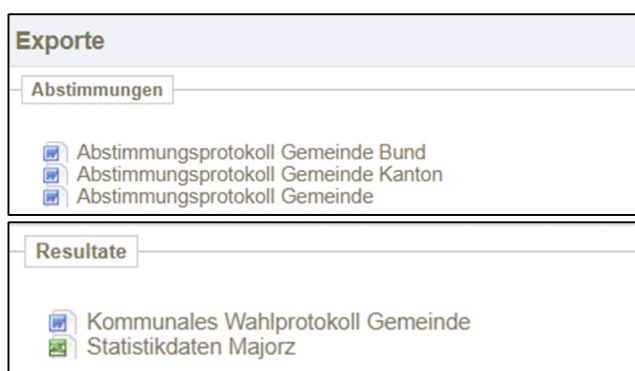 Exporte
Abstimmungen
Abstimmungsprotokoll Gemeinde Bund
Abstimmungsprotokoll Gemeinde Kanton
Abstimmungsprotokoll Gemeinde
Resultate
Kommunales Wahlprotokoll Gemeinde
Statistikdaten Majorz